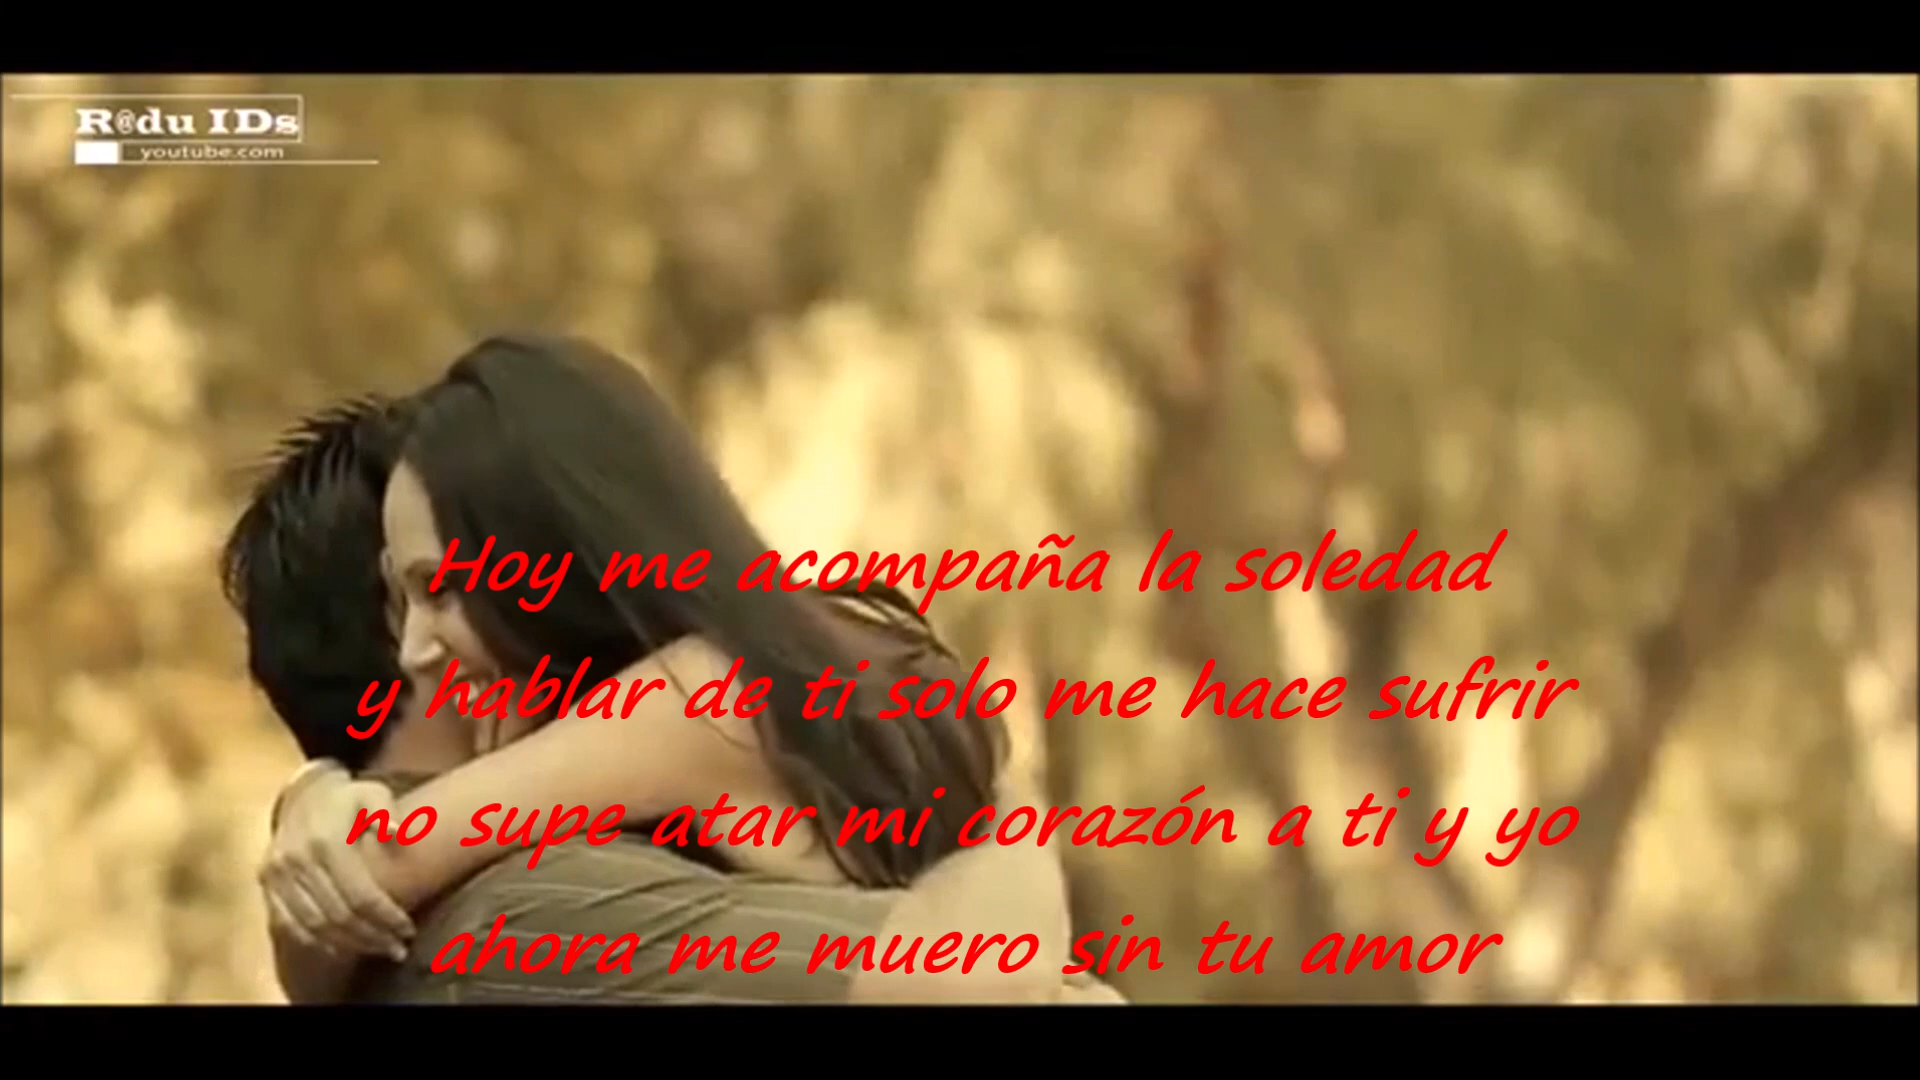 R@du IDs
youtube.com
Hoy me acompaña la soledad
y hablar de ti solo me hace sufrir
no supe atar mi corazón a ti y yo
ahora me muero sin tu amor